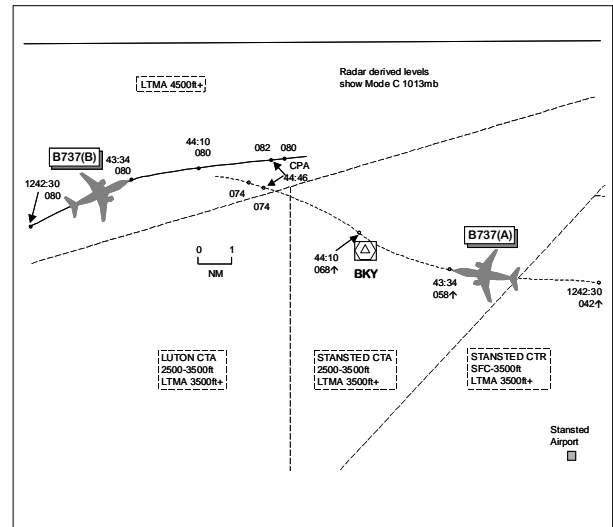 Radar derived levels
show Mode C 1013mb
LTMA 4500ft+
B737(B)
43:34
080
44:10
080
082
080
CPA
44:46
1242:30
080
074
074
0
1
NM
44:10
068↑
BKY
B737(A)
43:34
058↑
1242:30
042↑
LUTON CTA
2500-3500ft
LTMA 3500ft+
STANSTED CTA
2500-3500ft
LTMA 3500ft+
STANSTED CTR
SFC-3500ft
LTMA 3500ft+
Stansted
Airport